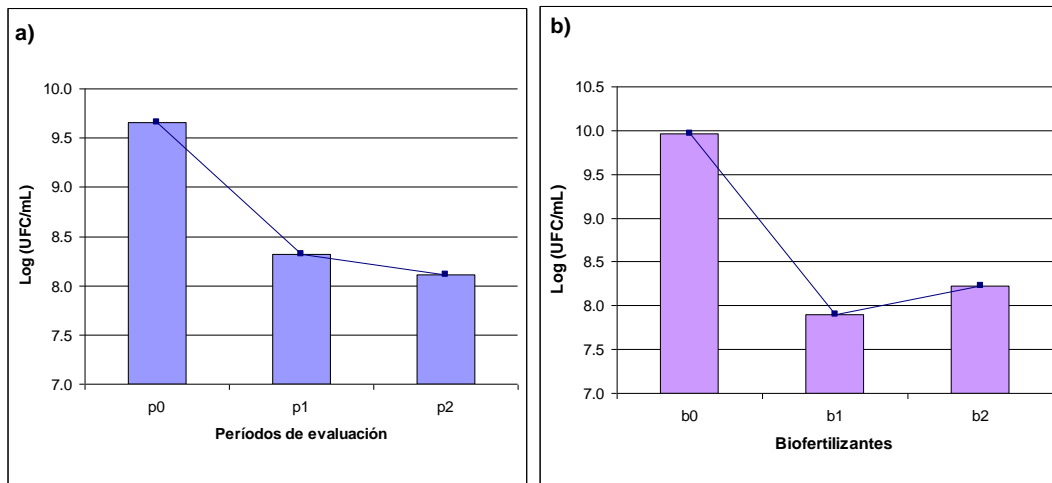 a)
10.0
9.5
9.0
8.5
8.0
7.5
7.0
Log (UFC/mL)
p0 p1 p2
Períodos de evaluación
b)
10.5
10.0
9.5
9.0
8.5
8.0
7.5
7.0
Log (UFC/mL)
b0 b1 b2
Biofertilizantes